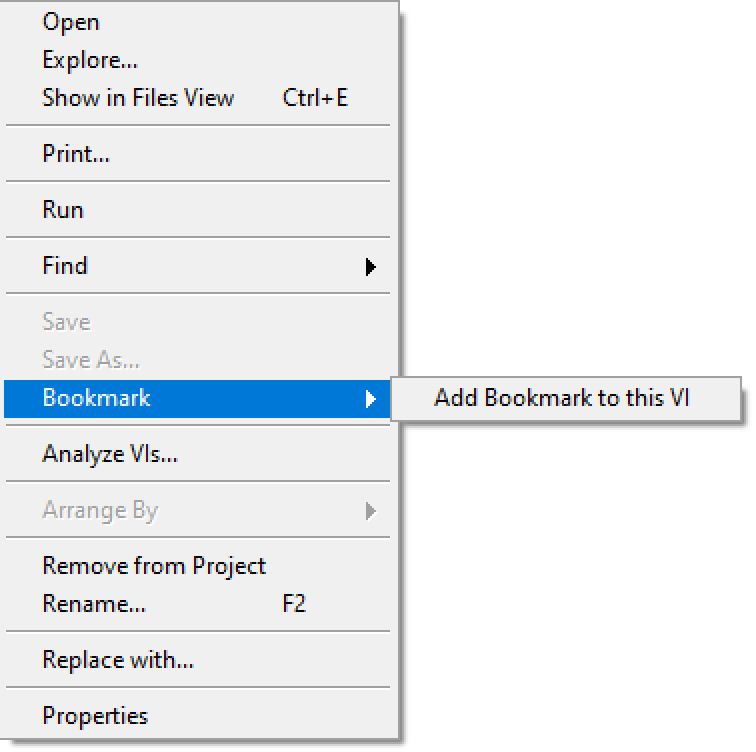 Open
Explore...
Show in Files View Ctrl+E
Print...
Run
Find
Save
Save As...
Bookmark
Add Bookmark to this VI
Analyze VIs...
Arrange By
Remove from Project
Rename... F2
Replace with...
Properties